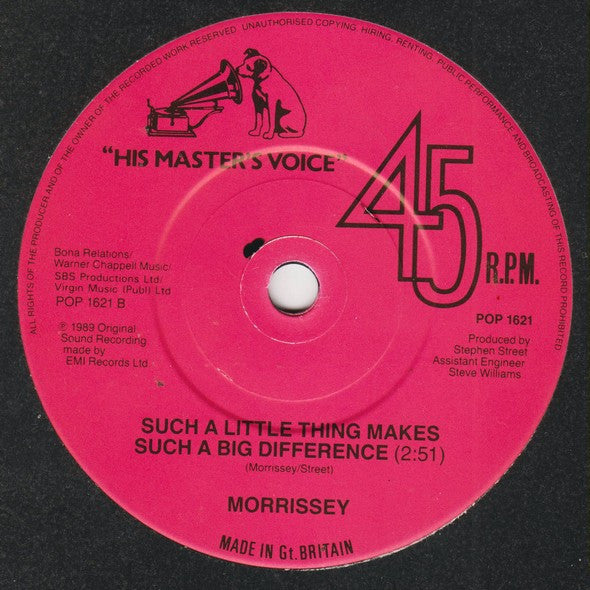 ALL RIGHTS OF THE PRODUCER AND OF THE OWNER OF THE RECORDED WORK RESERVED. UNAUTHORISED COPYING, HIRING, RENTING, PUBLIC PERFORMANCE AND BROADCASTING OF THIS RECORD PROHIBITED
"HIS MASTER'S VOICE"
45
R.P.M.
Bona Relations/
Warner Chappell Music/
SBS Productions Ltd/
Virgin Music (Publ) Ltd
POP 1621 B
℗ 1989 Original
Sound Recording
made by
EMI Records Ltd
POP 1621
Produced by
Stephen Street
Assistant Engineer
Steve Williams
SUCH A LITTLE THING MAKES
SUCH A BIG DIFFERENCE (2:51)
(Morrissey/Street)
MORRISSEY
MADE IN Gt. BRITAIN